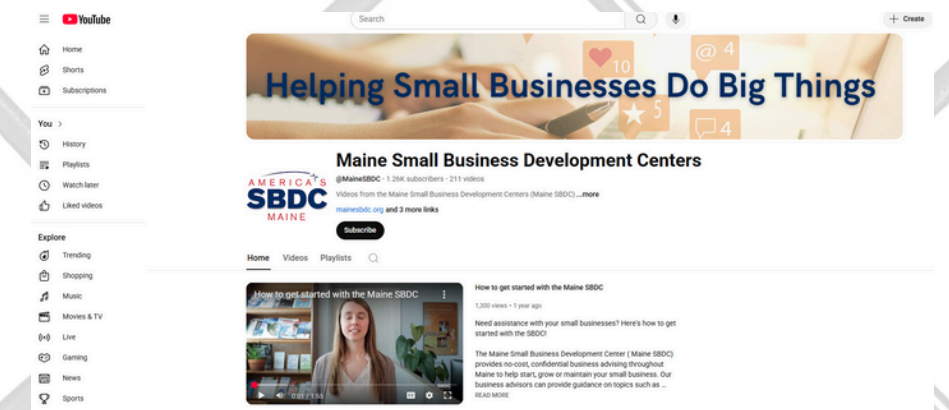 YouTube
Search
Create
Home
Shorts
Subscriptions
You
History
Playlists
Watch later
Liked videos
Explore
Trending
Shopping
Music
Movies & TV
Live
Gaming
News
Sports
10
@ 4
5
4
Helping Small Businesses Do Big Things
AMERICA'S
SBDC
MAINE
Maine Small Business Development Centers
@MaineSBDC · 1.26K subscribers · 211 videos
Videos from the Maine Small Business Development Centers (Maine SBDC) ...more
mainesbdc.org and 3 more links
Subscribe
Home Videos Playlists
How to get started with the Maine SBDC
0:01 / 1:55
How to get started with the Maine SBDC
1,300 views · 1 year ago
Need assistance with your small businesses? Here's how to get
started with the SBDC!
The Maine Small Business Development Center ( Maine SBDC)
provides no-cost, confidential business advising throughout
Maine to help start, grow or maintain your small business. Our
business advisors can provide guidance on topics such as ...
READ MORE